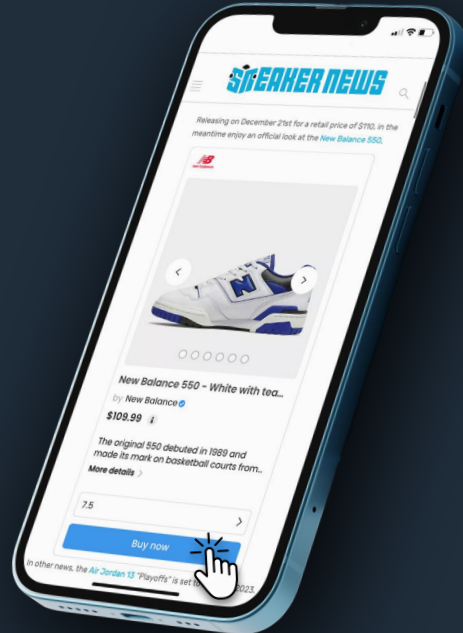 SNEAKER NEWS
Releasing on December 21st for a retail price of $110, in the
meantime enjoy an official look at the New Balance 550.
NB
new balance
N
New Balance 550 - White with tea...
by New Balance
$109.99 i
The original 550 debuted in 1989 and
made its mark on basketball courts from..
More details
7.5
Buy now
In other news, the Air Jordan 13 "Playoffs" is set 2023.